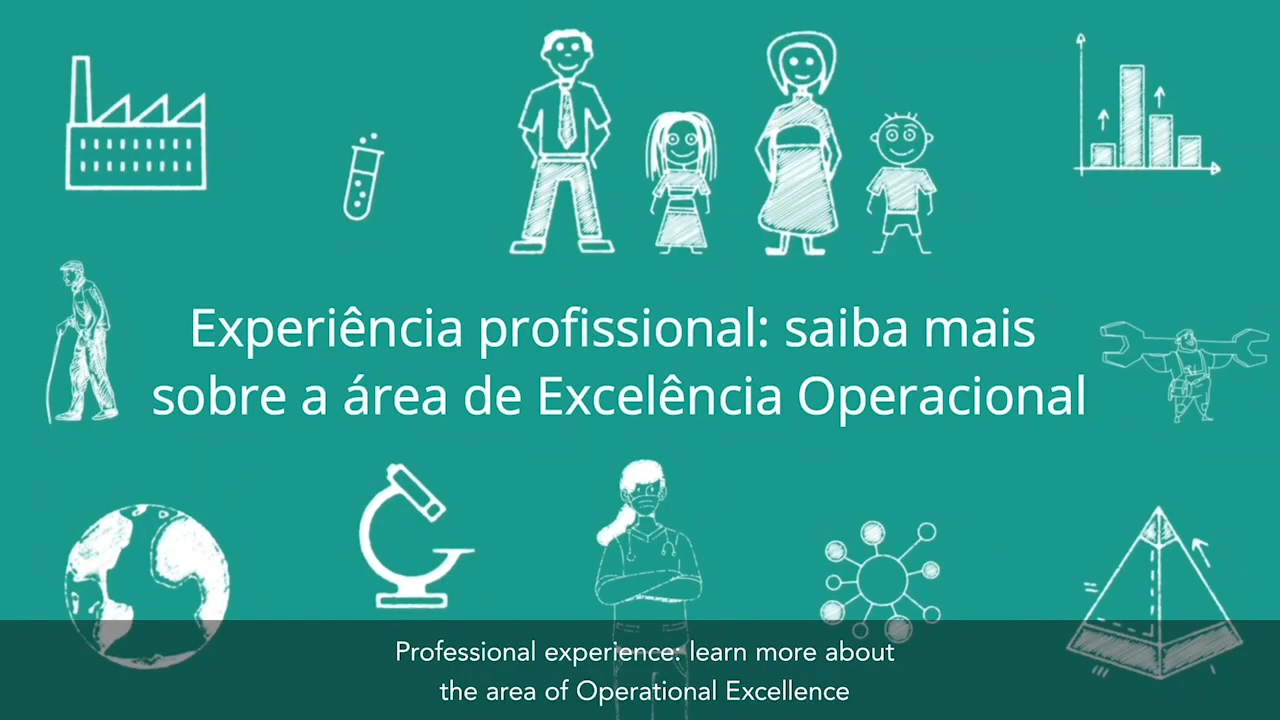 Experiência profissional: saiba mais
sobre a área de Excelência Operacional
Professional experience: learn more about
the area of Operational Excellence